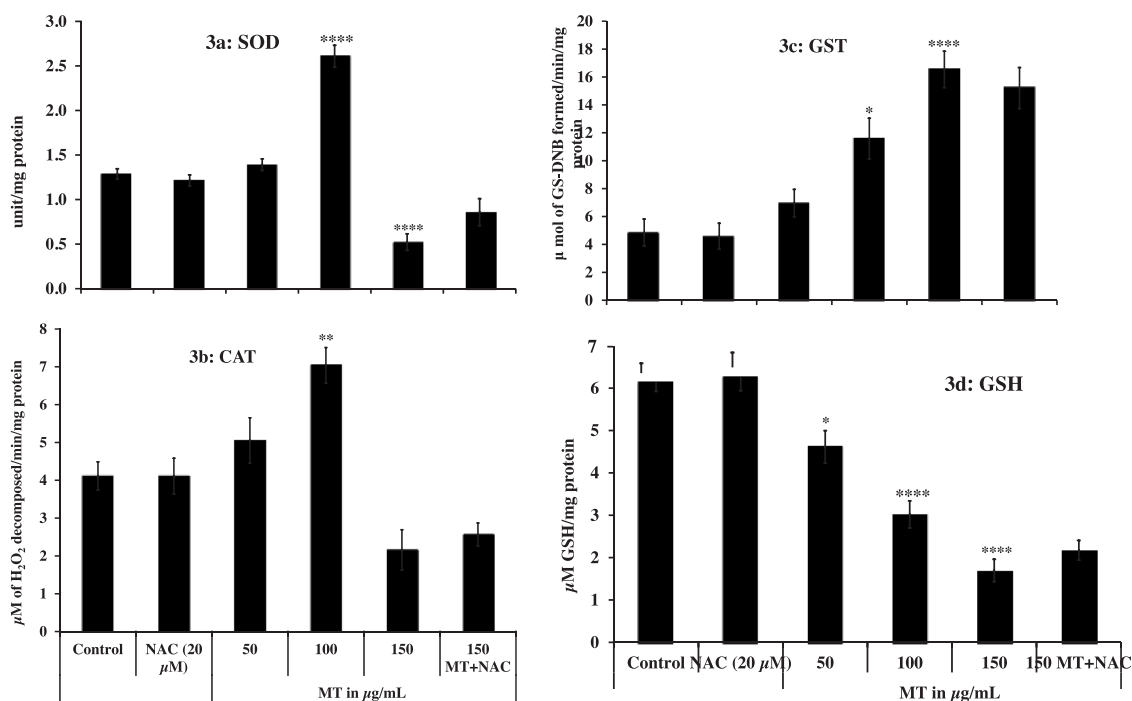 3a: SOD
unit/mg protein
3.0
2.5
2.0
1.5
1.0
0.5
0.0
****
****
3c: GST
µ mol of GS-DNB formed/min/mg
protein
20
18
16
14
12
10
8
6
4
2
0
*
****
3b: CAT
µM of H₂O₂ decomposed/min/mg protein
8
7
6
5
4
3
2
1
0
**
Control
NAC (20
µM)
50
100
150
150
MT+NAC
MT in µg/mL
3d: GSH
µM GSH/mg protein
7
6
5
4
3
2
1
0
*
****
****
Control NAC (20 µM)
50
100
150
150 MT+NAC
MT in µg/mL